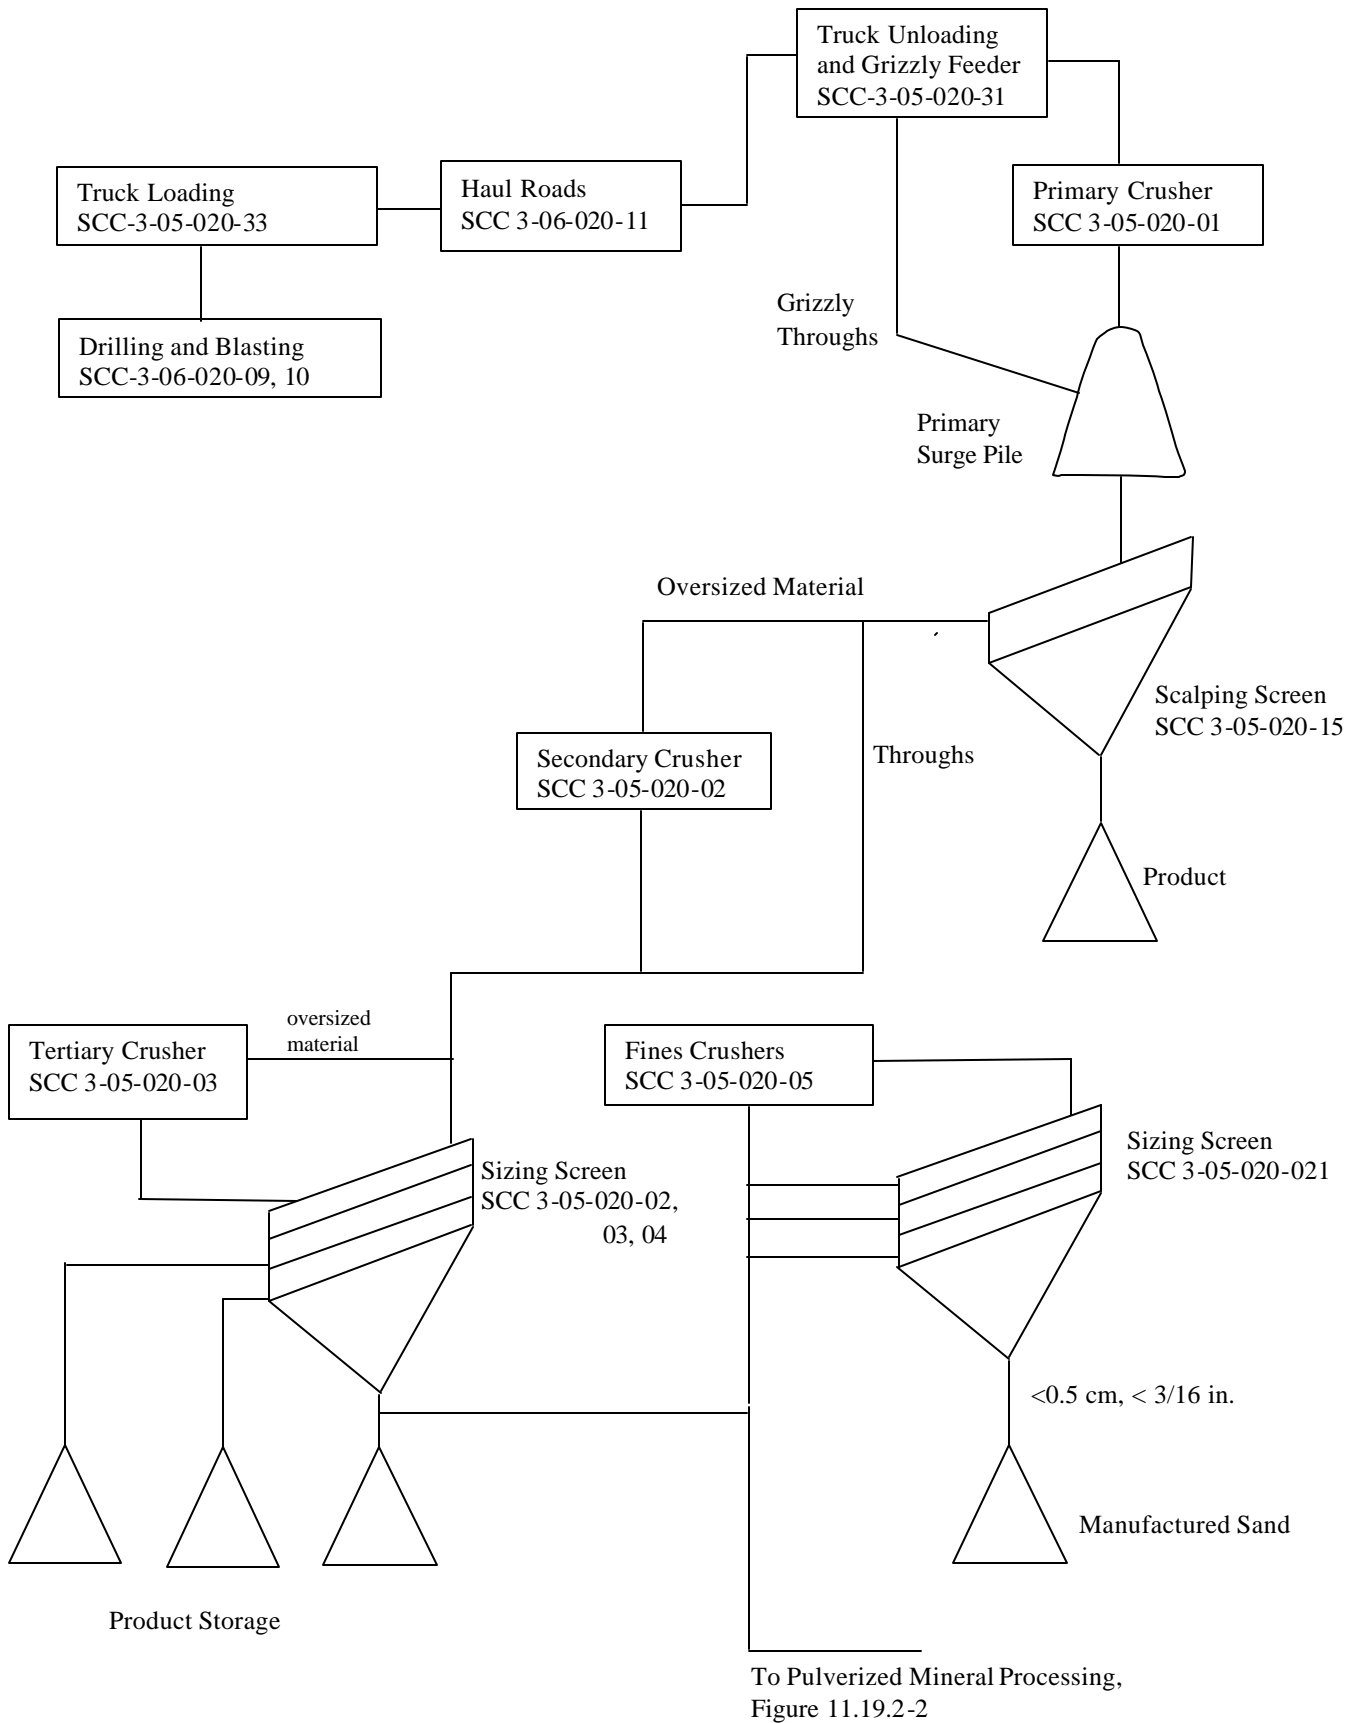 Truck Unloading
and Grizzly Feeder
SCC-3-05-020-31
Truck Loading
SCC-3-05-020-33
Haul Roads
SCC 3-06-020-11
Primary Crusher
SCC 3-05-020-01
Drilling and Blasting
SCC-3-06-020-09, 10
Grizzly
Throughs
Primary
Surge Pile
Oversized Material
Scalping Screen
SCC 3-05-020-15
Secondary Crusher
SCC 3-05-020-02
Throughs
Product
Tertiary Crusher
SCC 3-05-020-03
oversized
material
Fines Crushers
SCC 3-05-020-05
Sizing Screen
SCC 3-05-020-02,
03, 04
Sizing Screen
SCC 3-05-020-021
<0.5 cm, < 3/16 in.
Manufactured Sand
Product Storage
To Pulverized Mineral Processing,
Figure 11.19.2-2